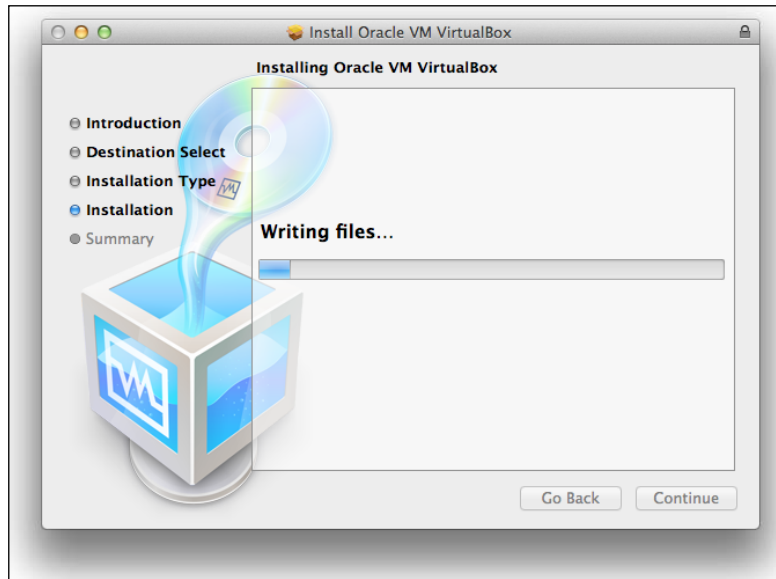 Install Oracle VM VirtualBox
Installing Oracle VM VirtualBox
Introduction
Destination Select
Installation Type
Installation
Summary
Writing files...
Go Back Continue